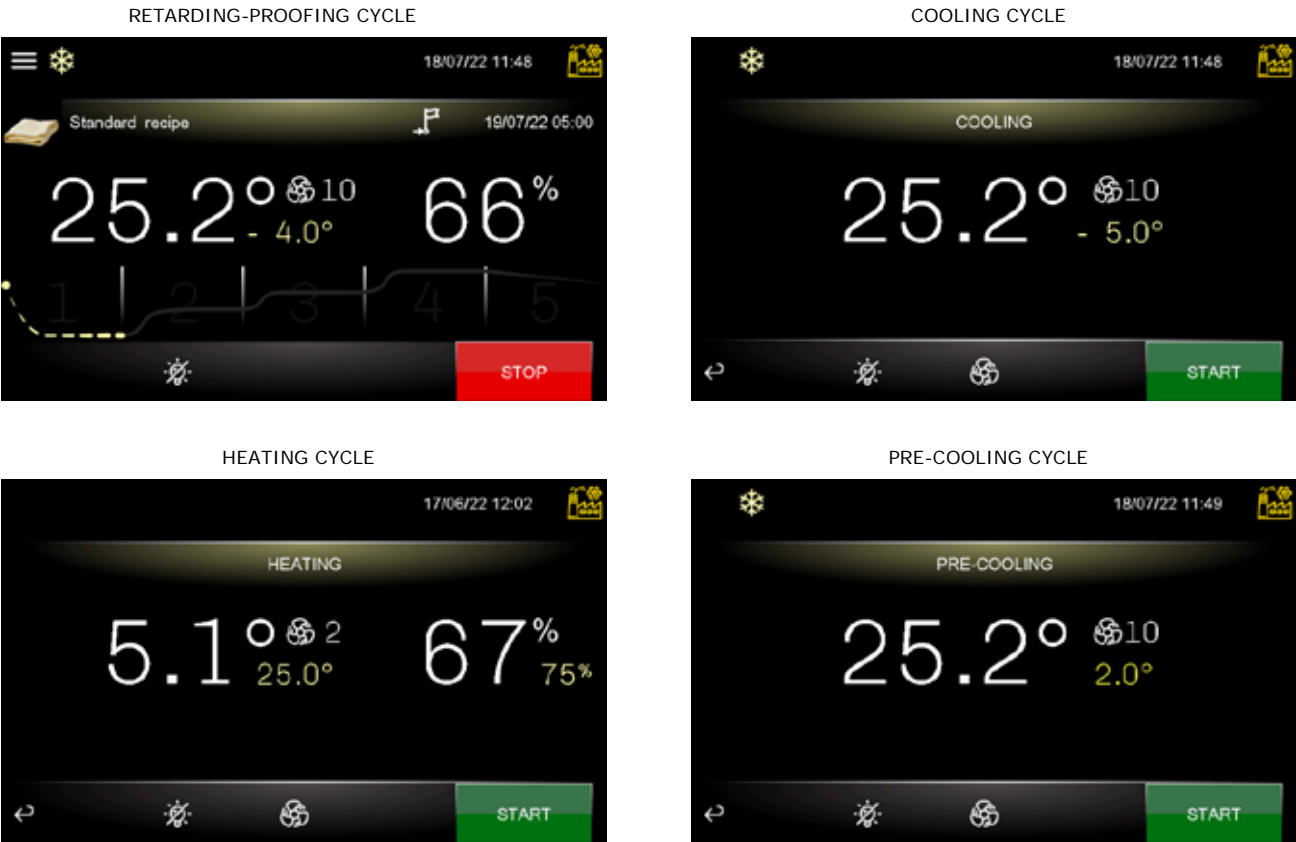 RETARDING-PROOFING CYCLE
18/07/22 11:48
Standard recipe 19/07/22 05:00
25.2° 10 66%
- 4.0°
1 2 3 4 5
STOP
COOLING CYCLE
18/07/22 11:48
COOLING
25.2° 10
- 5.0°
START
HEATING CYCLE
17/06/22 12:02
HEATING
5.1° 2 67%
25.0° 75%
START
PRE-COOLING CYCLE
18/07/22 11:49
PRE-COOLING
25.2° 10
2.0°
START